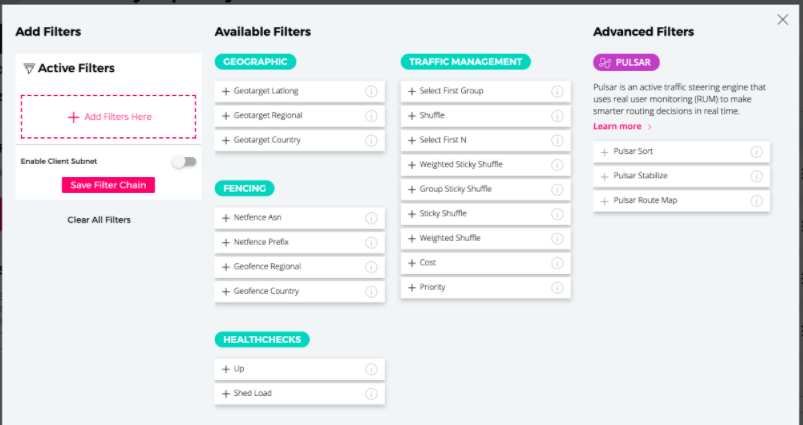 Add Filters
Active Filters
Add Filters Here
Enable Client Subnet
Save Filter Chain
Clear All Filters
Available Filters
GEOGRAPHIC
Geotarget Latlong
Geotarget Regional
Geotarget Country
FENCING
Netfence Asn
Netfence Prefix
Geofence Regional
Geofence Country
HEALTHCHECKS
Up
Shed Load
TRAFFIC MANAGEMENT
Select First Group
Shuffle
Select First N
Weighted Sticky Shuffle
Group Sticky Shuffle
Sticky Shuffle
Weighted Shuffle
Cost
Priority
Advanced Filters
PULSAR
Pulsar is an active traffic steering engine that
uses real user monitoring (RUM) to make
smarter routing decisions in real time.
Learn more >
Pulsar Sort
Pulsar Stabilize
Pulsar Route Map